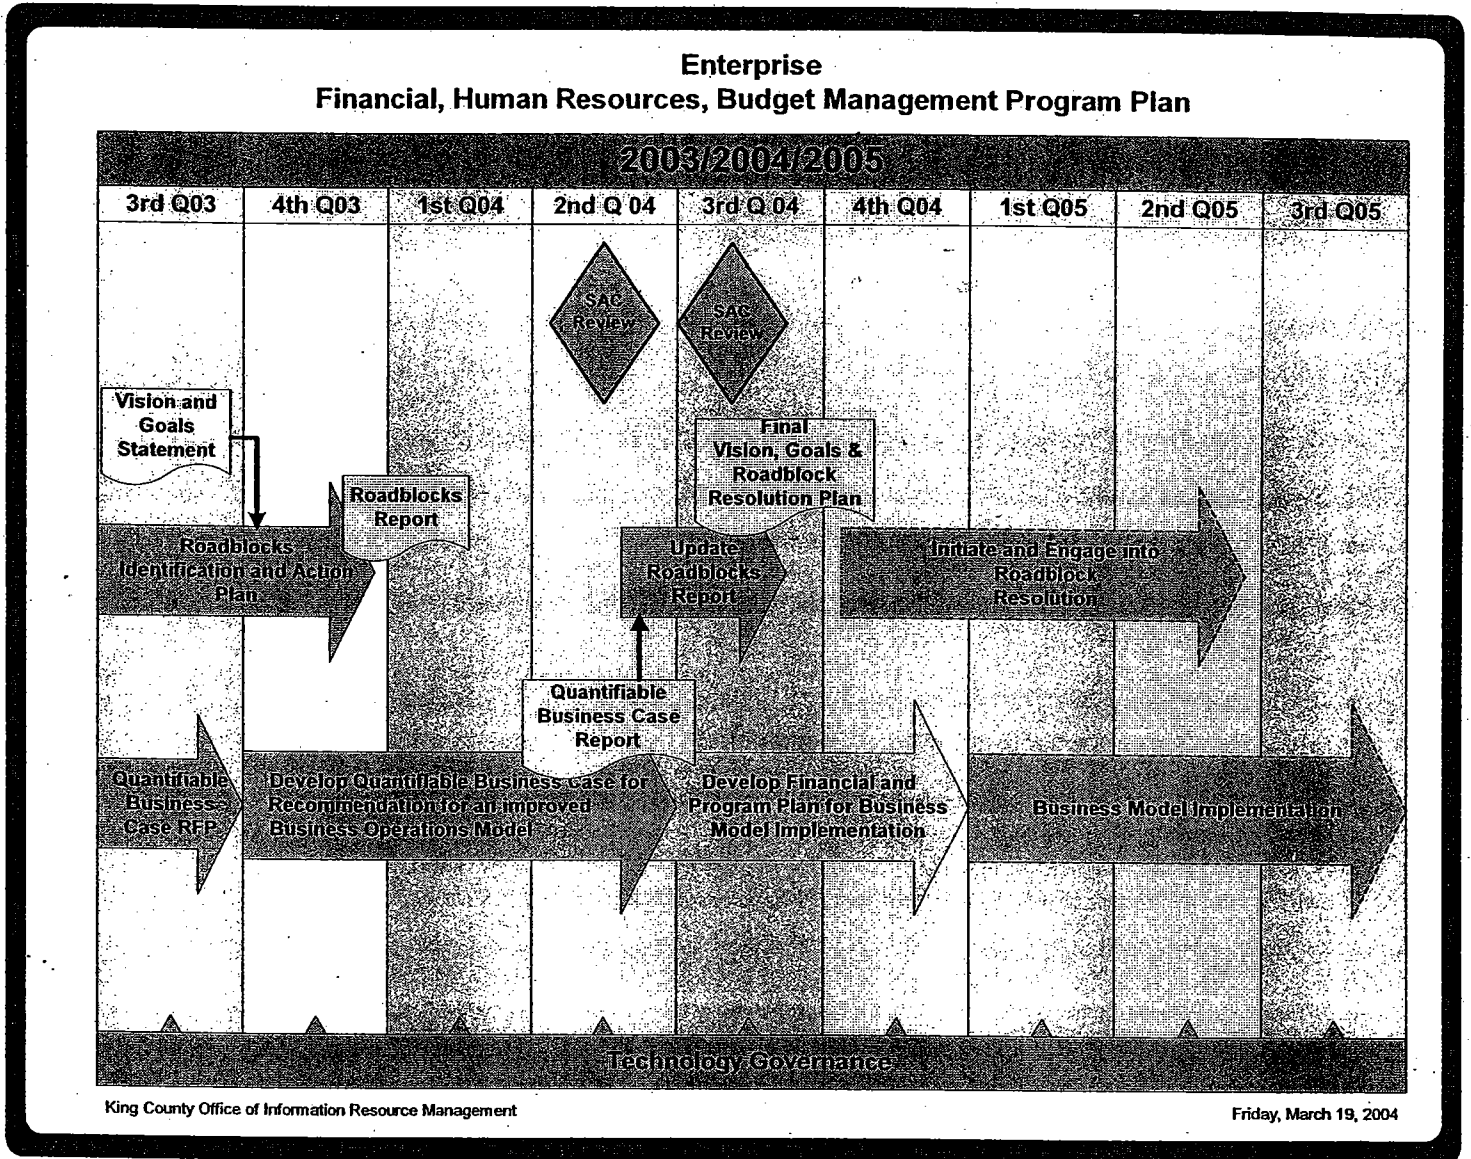 Enterprise
Financial, Human Resources, Budget Management Program Plan
2003/2004/2005
3rd Q03
4th Q03
1st Q04
2nd Q 04
3rd Q 04
4th Q04
1st Q05
2nd Q05
3rd Q05
SAC
Review
SAC
Review
Vision and
Goals
Statement
Final
Vision, Goals &
Roadblock
Resolution Plan
Roadblocks
Report
Roadblocks
Identification and Action
Plan
Update
Roadblocks
Report
Initiate and Engage into
Roadblock
Resolution
Quantifiable
Business Case
Report
Quantifiable
Business
Case RFP
Develop Quantifiable Business Case for
Recommendation for an improved
Business Operations Model
Develop Financial and
Program Plan for Business
Model Implementation
Business Model Implementation
Technology Governance
King County Office of Information Resource Management
Friday, March 19, 2004